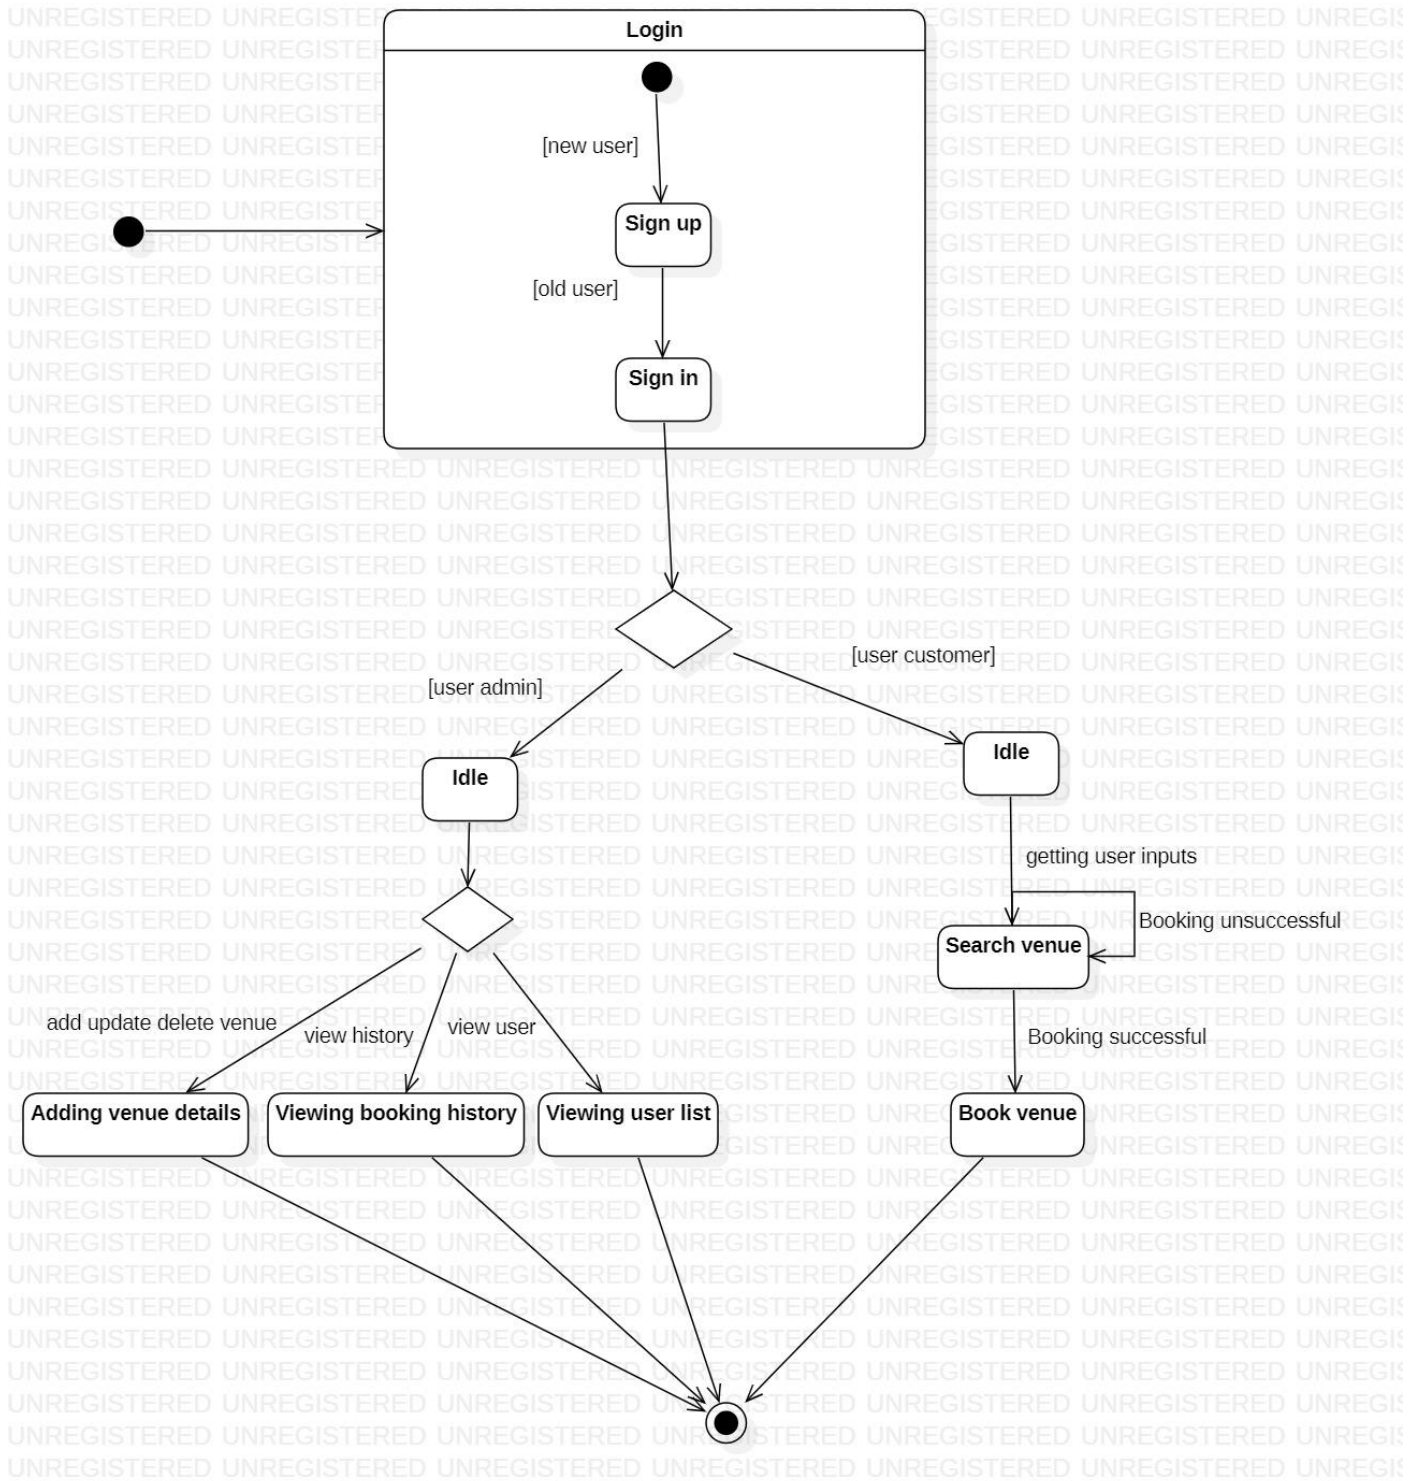 Login
[new user]
Sign up
[old user]
Sign in
[user customer]
[user admin]
Idle
Idle
getting user inputs
Booking unsuccessful
Search venue
add update delete venue
view history
view user
Booking successful
Adding venue details
Viewing booking history
Viewing user list
Book venue
UNREGISTERED